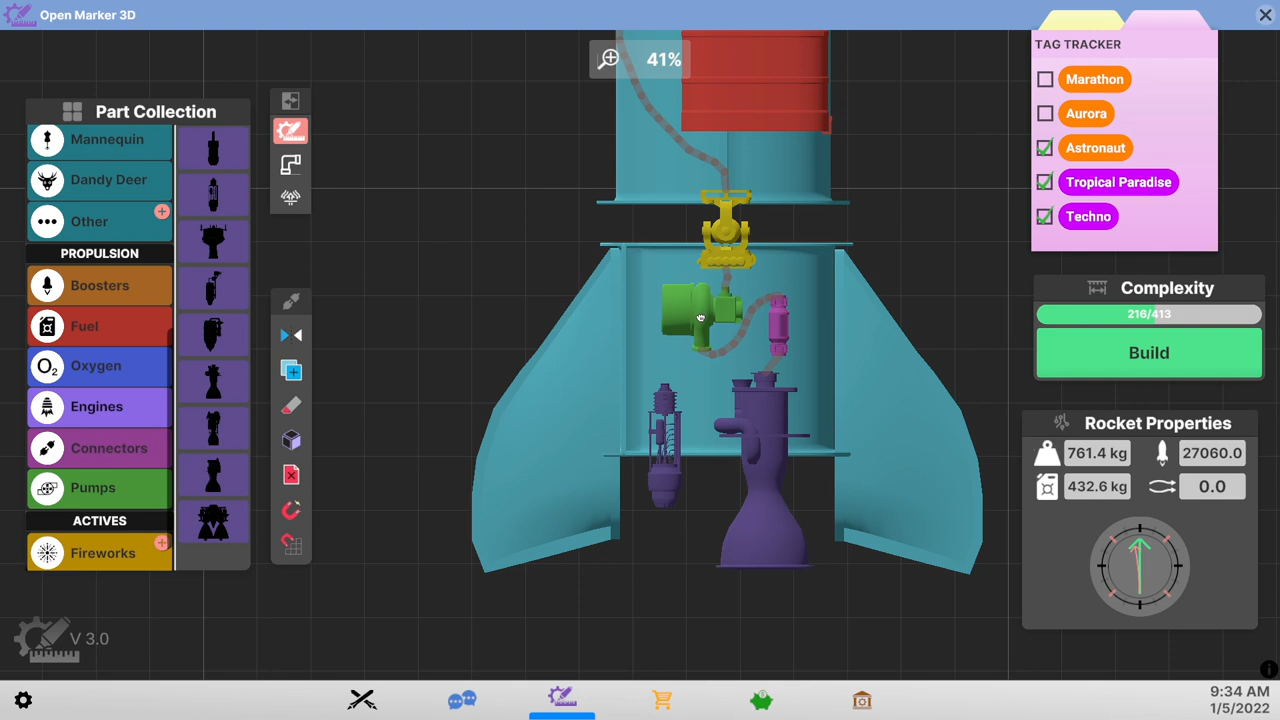 Open Marker 3D
41%
TAG TRACKER
Marathon
Aurora
Astronaut
Tropical Paradise
Techno
Part Collection
Mannequin
Dandy Deer
Other
PROPULSION
Boosters
Fuel
O2
Oxygen
Engines
Connectors
Pumps
ACTIVES
Fireworks
V 3.0
Complexity
216/413
Build
Rocket Properties
761.4 kg
27060.0
432.6 kg
0.0
9:34 AM
1/5/2022